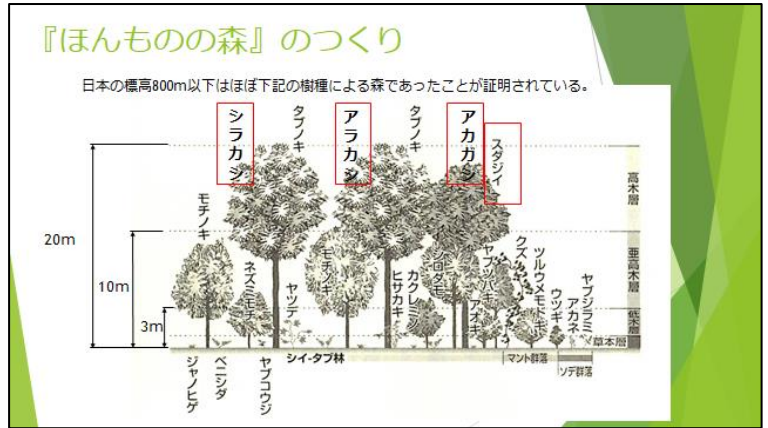 『ほんものの森』のつくり
日本の標高800m以下はほぼ下記の樹種による森であったことが証明されている。
シラカシ
タブノキ
アラカシ
タブノキ
アカガシ
スダジイ
高木層
モチノキ
20m
亜高木層
10m
ネズミモチ
ヤツデ
モチノキ
ヒサカキ
カクレミノ
シロダモ
ヤブツバキ
アオキ
クズ
ツルウメモドキ
ウツギ
アカネ
ヤブジラミ
低木層
3m
草本層
ジャノヒゲ
ベニシダ
ヤブコウジ
シイ-タブ林
マント群落
ソデ群落